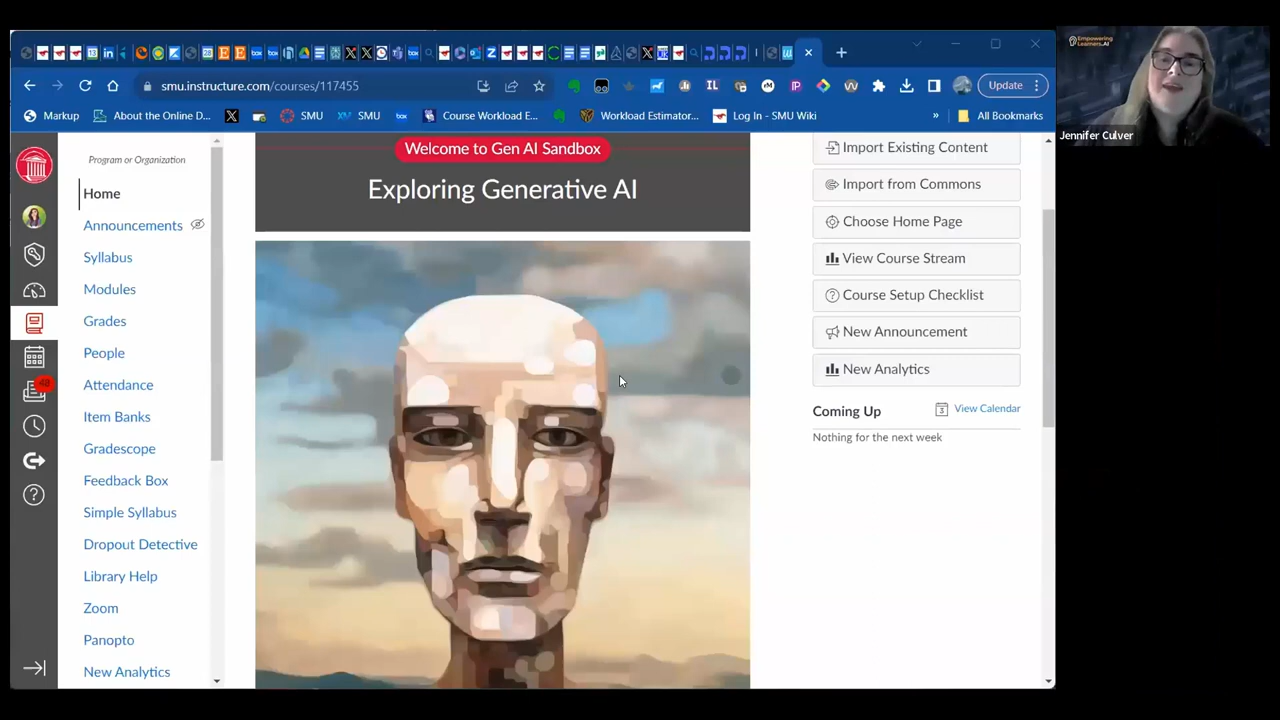 smu.instructure.com/courses/117455
Update
Markup
About the Online D...
SMU
SMU
Course Workload E...
Workload Estimator...
Log In - SMU Wiki
»
All Bookmarks
Empowering
Learners.AI
Jennifer Culver
Program or Organization
Home
Announcements
Syllabus
Modules
Grades
People
Attendance
Item Banks
Gradescope
Feedback Box
Simple Syllabus
Dropout Detective
Library Help
Zoom
Panopto
New Analytics
48
Welcome to Gen AI Sandbox
Exploring Generative AI
Import Existing Content
Import from Commons
Choose Home Page
View Course Stream
Course Setup Checklist
New Announcement
New Analytics
Coming Up
View Calendar
Nothing for the next week